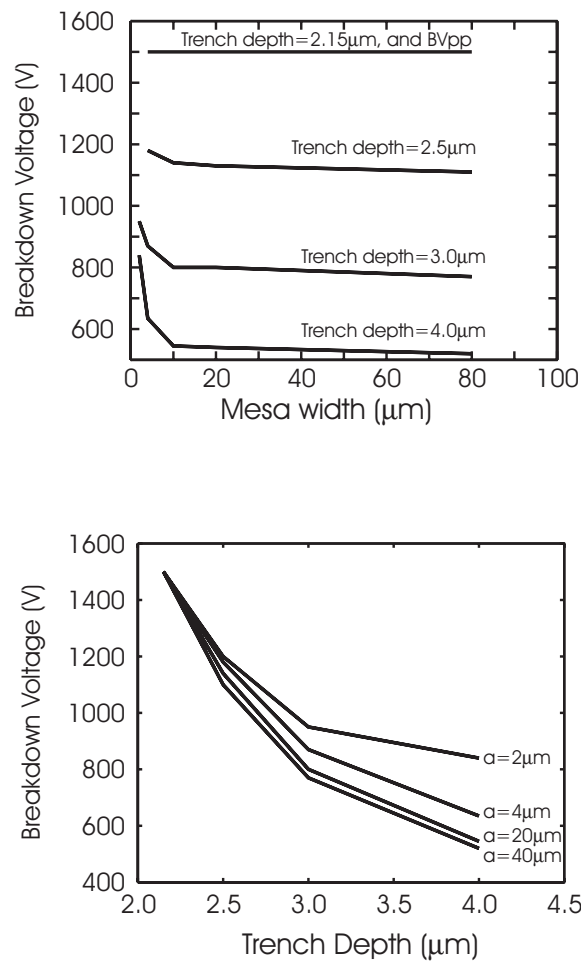 1600
1400
1200
1000
800
600
Breakdown Voltage (V)
Trench depth=2.15μm, and BVpp
Trench depth=2.5μm
Trench depth=3.0μm
Trench depth=4.0μm
0 20 40 60 80 100
Mesa width (μm)
1600
1400
1200
1000
800
600
400
Breakdown Voltage (V)
a=2μm
a=4μm
a=20μm
a=40μm
2.0 2.5 3.0 3.5 4.0 4.5
Trench Depth (μm)